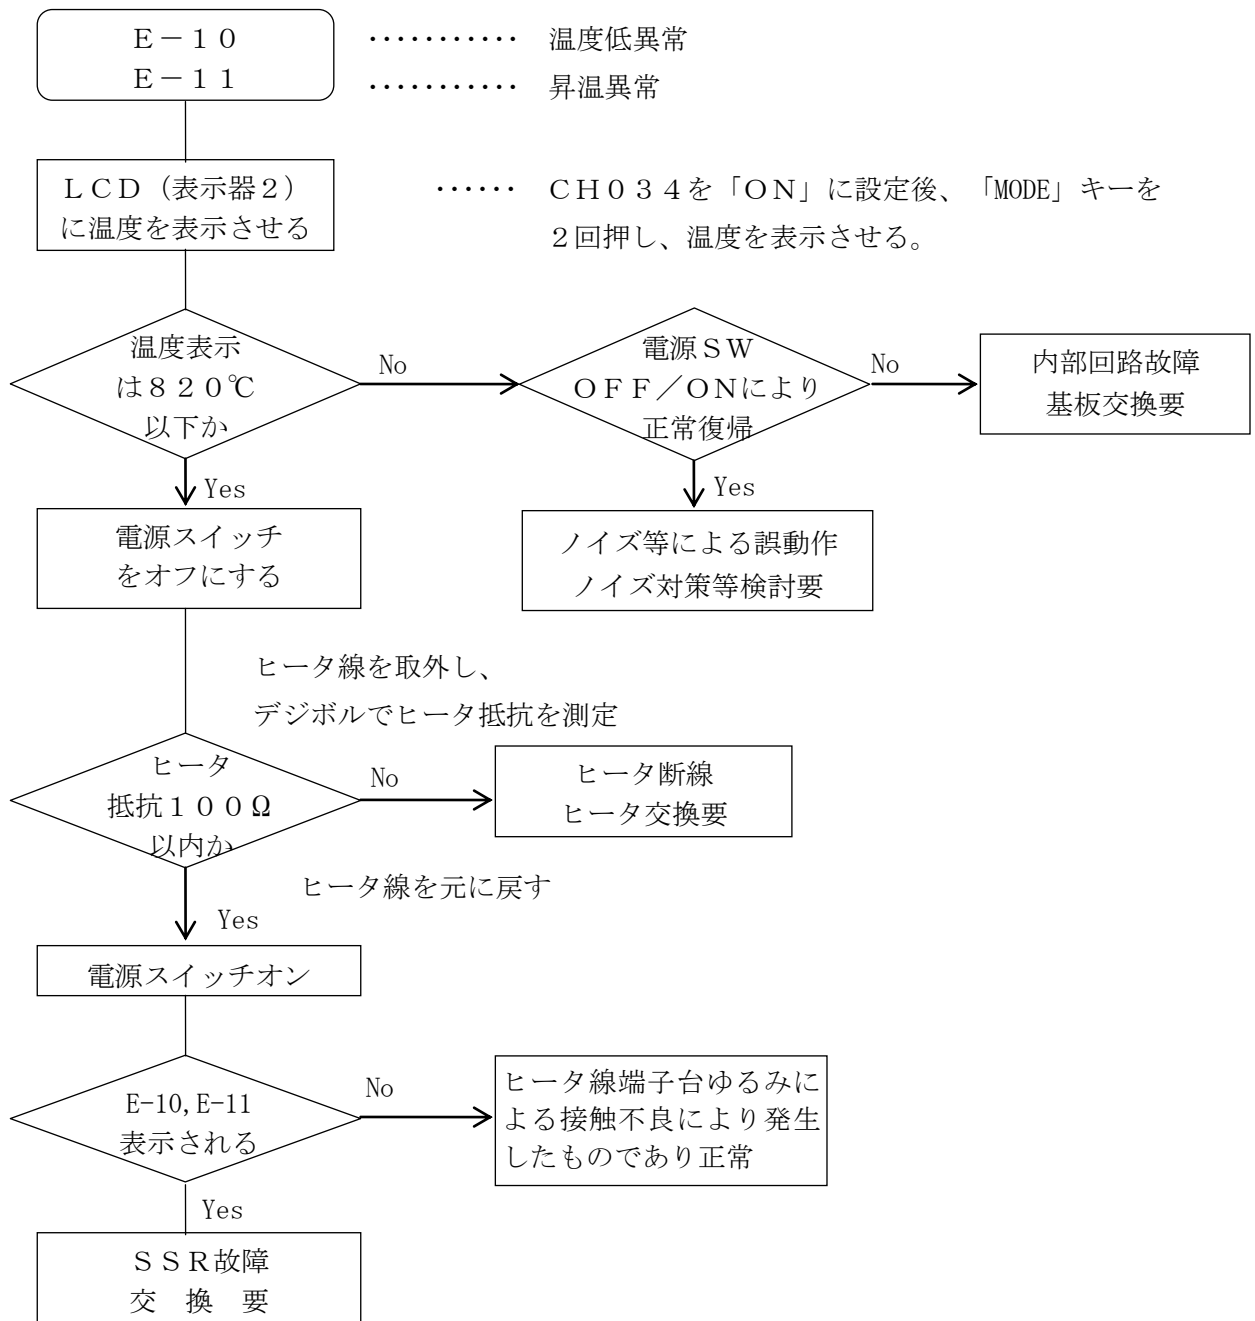 E－10 ・・・・・・・・・・・ 温度低異常
E－11 ・・・・・・・・・・・ 昇温異常
LCD（表示器2） ・・・・・・ CH034を「ON」に設定後、「MODE」キーを
に温度を表示させる 2回押し、温度を表示させる。
温度表示
は820℃
以下か
No
電源SW
OFF／ONにより
正常復帰
No
内部回路故障
基板交換要
Yes
電源スイッチ
をオフにする
Yes
ノイズ等による誤動作
ノイズ対策等検討要
ヒータ線を取外し、
デジボルでヒータ抵抗を測定
ヒータ
抵抗100Ω
以内か
No
ヒータ断線
ヒータ交換要
ヒータ線を元に戻す
Yes
電源スイッチオン
E-10,E-11
表示される
No
ヒータ線端子台ゆるみに
よる接触不良により発生
したものであり正常
Yes
SSR故障
交　換　要